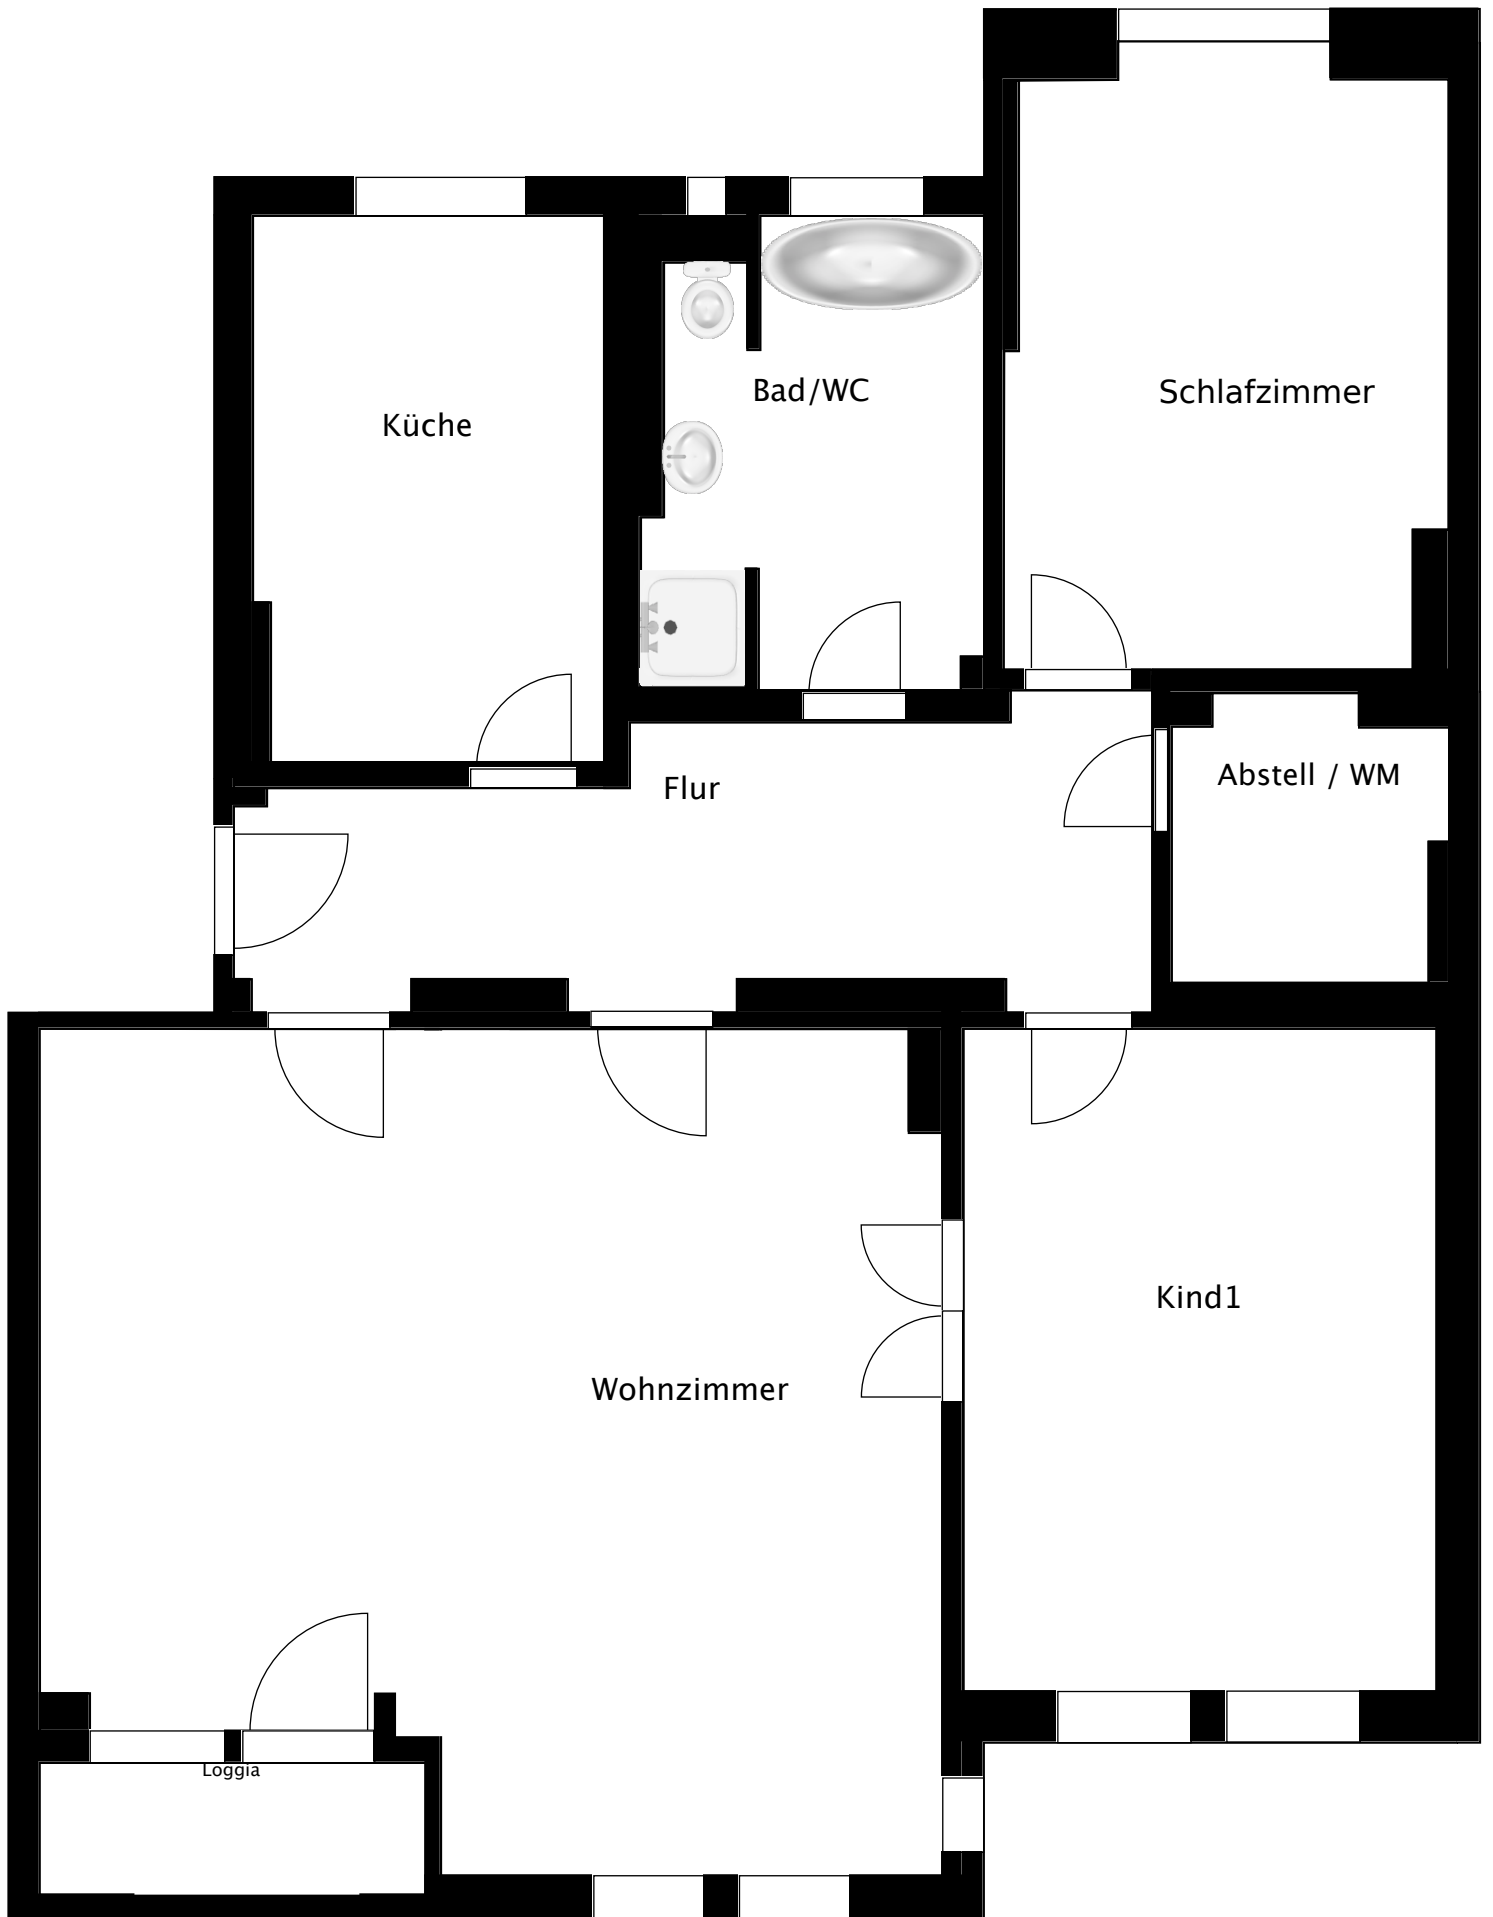 Bad/WC
Schlafzimmer
Küche
Flur
Abstell / WM
Kind1
Wohnzimmer
Loggia